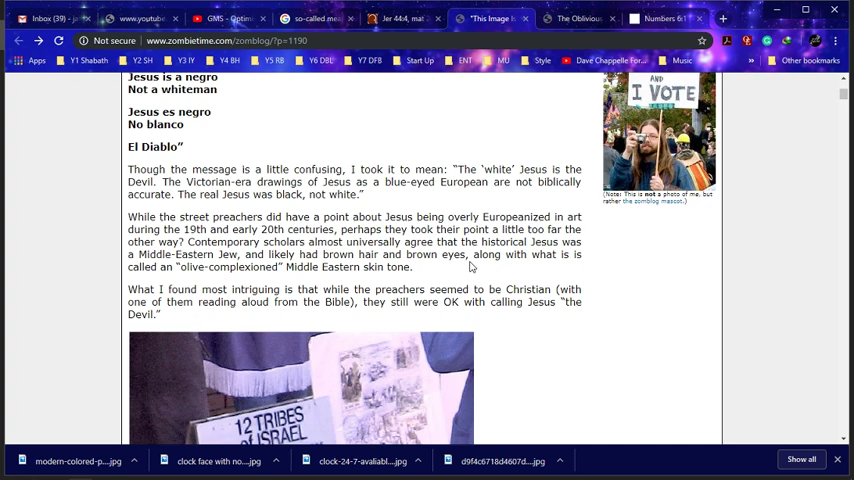 Inbox (39) - j
www.youtube
GMS - Optim
so-called mea
Jer 44:4, mat
"This Image Is
The Oblivious
Numbers 6:1
Not secure | www.zombietime.com/zomblog/?p=1190
Apps
Y1 Shabath
Y2 SH
Y3 IY
Y4 BH
Y5 RB
Y6 DBL
Y7 DFB
Start Up
ENT
MU
Style
Dave Chappelle For...
Music
»
Other bookmarks
Jesus is a negro
Not a whiteman
Jesus es negro
No blanco
El Diablo"
Though the message is a little confusing, I took it to mean: "The 'white' Jesus is the
Devil. The Victorian-era drawings of Jesus as a blue-eyed European are not biblically
accurate. The real Jesus was black, not white."
While the street preachers did have a point about Jesus being overly Europeanized in art
during the 19th and early 20th centuries, perhaps they took their point a little too far the
other way? Contemporary scholars almost universally agree that the historical Jesus was
a Middle-Eastern Jew, and likely had brown hair and brown eyes, along with what is is
called an "olive-complexioned" Middle Eastern skin tone.
What I found most intriguing is that while the preachers seemed to be Christian (with
one of them reading aloud from the Bible), they still were OK with calling Jesus "the
Devil."
AND
I VOTE
(Note: This is not a photo of me, but
rather the zomblog mascot.)
12 TRIBES
of ISRAEL
modern-colored-p....jpg
clock face with no....jpg
clock-24-7-avaliabl....jpg
d9f4c6718d4607d....jpg
Show all